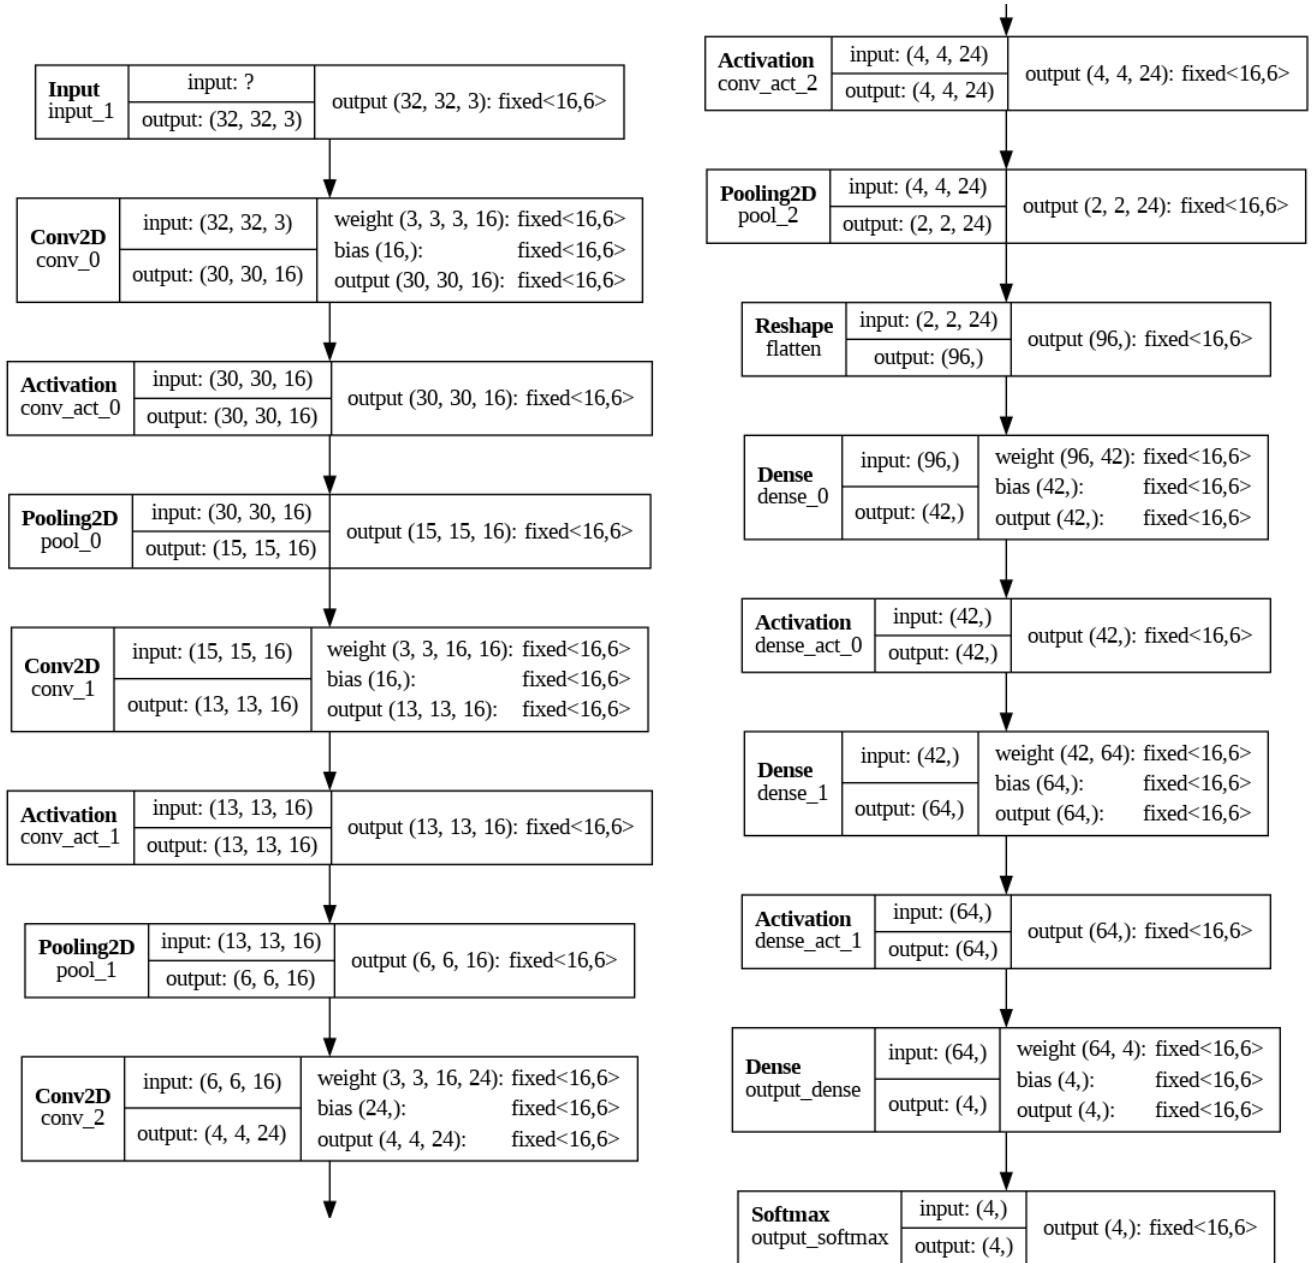 Input
input_1
input: ?
output: (32, 32, 3)
output (32, 32, 3): fixed<16,6>
Conv2D
conv_0
input: (32, 32, 3)
output: (30, 30, 16)
weight (3, 3, 3, 16): fixed<16,6>
bias (16,): fixed<16,6>
output (30, 30, 16): fixed<16,6>
Activation
conv_act_0
input: (30, 30, 16)
output: (30, 30, 16)
output (30, 30, 16): fixed<16,6>
Pooling2D
pool_0
input: (30, 30, 16)
output: (15, 15, 16)
output (15, 15, 16): fixed<16,6>
Conv2D
conv_1
input: (15, 15, 16)
output: (13, 13, 16)
weight (3, 3, 16, 16): fixed<16,6>
bias (16,): fixed<16,6>
output (13, 13, 16): fixed<16,6>
Activation
conv_act_1
input: (13, 13, 16)
output: (13, 13, 16)
output (13, 13, 16): fixed<16,6>
Pooling2D
pool_1
input: (13, 13, 16)
output: (6, 6, 16)
output (6, 6, 16): fixed<16,6>
Conv2D
conv_2
input: (6, 6, 16)
output: (4, 4, 24)
weight (3, 3, 16, 24): fixed<16,6>
bias (24,): fixed<16,6>
output (4, 4, 24): fixed<16,6>
Activation
conv_act_2
input: (4, 4, 24)
output: (4, 4, 24)
output (4, 4, 24): fixed<16,6>
Pooling2D
pool_2
input: (4, 4, 24)
output: (2, 2, 24)
output (2, 2, 24): fixed<16,6>
Reshape
flatten
input: (2, 2, 24)
output: (96,)
output (96,): fixed<16,6>
Dense
dense_0
input: (96,)
output: (42,)
weight (96, 42): fixed<16,6>
bias (42,): fixed<16,6>
output (42,): fixed<16,6>
Activation
dense_act_0
input: (42,)
output: (42,)
output (42,): fixed<16,6>
Dense
dense_1
input: (42,)
output: (64,)
weight (42, 64): fixed<16,6>
bias (64,): fixed<16,6>
output (64,): fixed<16,6>
Activation
dense_act_1
input: (64,)
output: (64,)
output (64,): fixed<16,6>
Dense
output_dense
input: (64,)
output: (4,)
weight (64, 4): fixed<16,6>
bias (4,): fixed<16,6>
output (4,): fixed<16,6>
Softmax
output_softmax
input: (4,)
output: (4,)
output (4,): fixed<16,6>